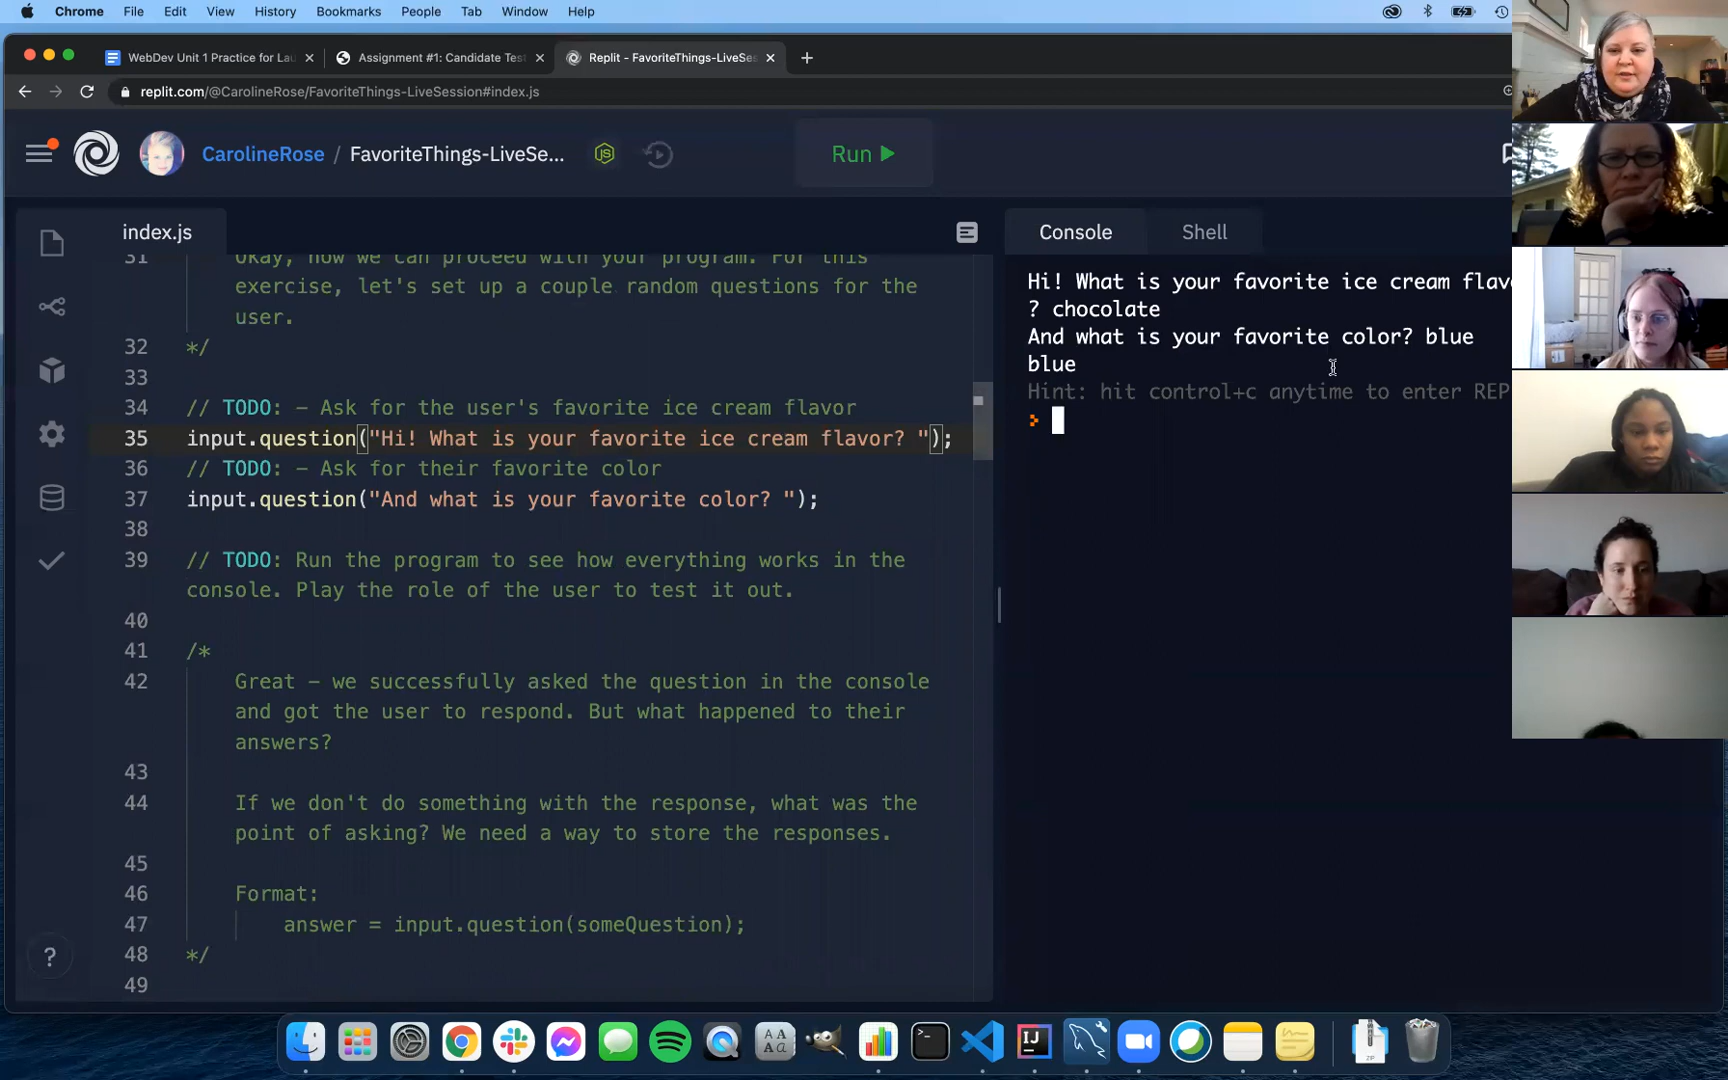 Chrome File Edit View History Bookmarks People Tab Window Help
WebDev Unit 1 Practice for Lau
Assignment #1: Candidate Test
Replit - FavoriteThings-LiveSes
replit.com/@CarolineRose/FavoriteThings-LiveSession#index.js
CarolineRose / FavoriteThings-LiveSe...
Run
index.js
Console Shell
31 Okay, now we can proceed with your program. For this
exercise, let's set up a couple random questions for the
user.
32 */
33
34 // TODO: - Ask for the user's favorite ice cream flavor
35 input.question("Hi! What is your favorite ice cream flavor? ");
36 // TODO: - Ask for their favorite color
37 input.question("And what is your favorite color? ");
38
39 // TODO: Run the program to see how everything works in the
console. Play the role of the user to test it out.
40
41 /*
42 Great - we successfully asked the question in the console
and got the user to respond. But what happened to their
answers?
43
44 If we don't do something with the response, what was the
point of asking? We need a way to store the responses.
45
46 Format:
47 answer = input.question(someQuestion);
48 */
49
Hi! What is your favorite ice cream flav
? chocolate
And what is your favorite color? blue
blue
Hint: hit control+c anytime to enter REP
>
?